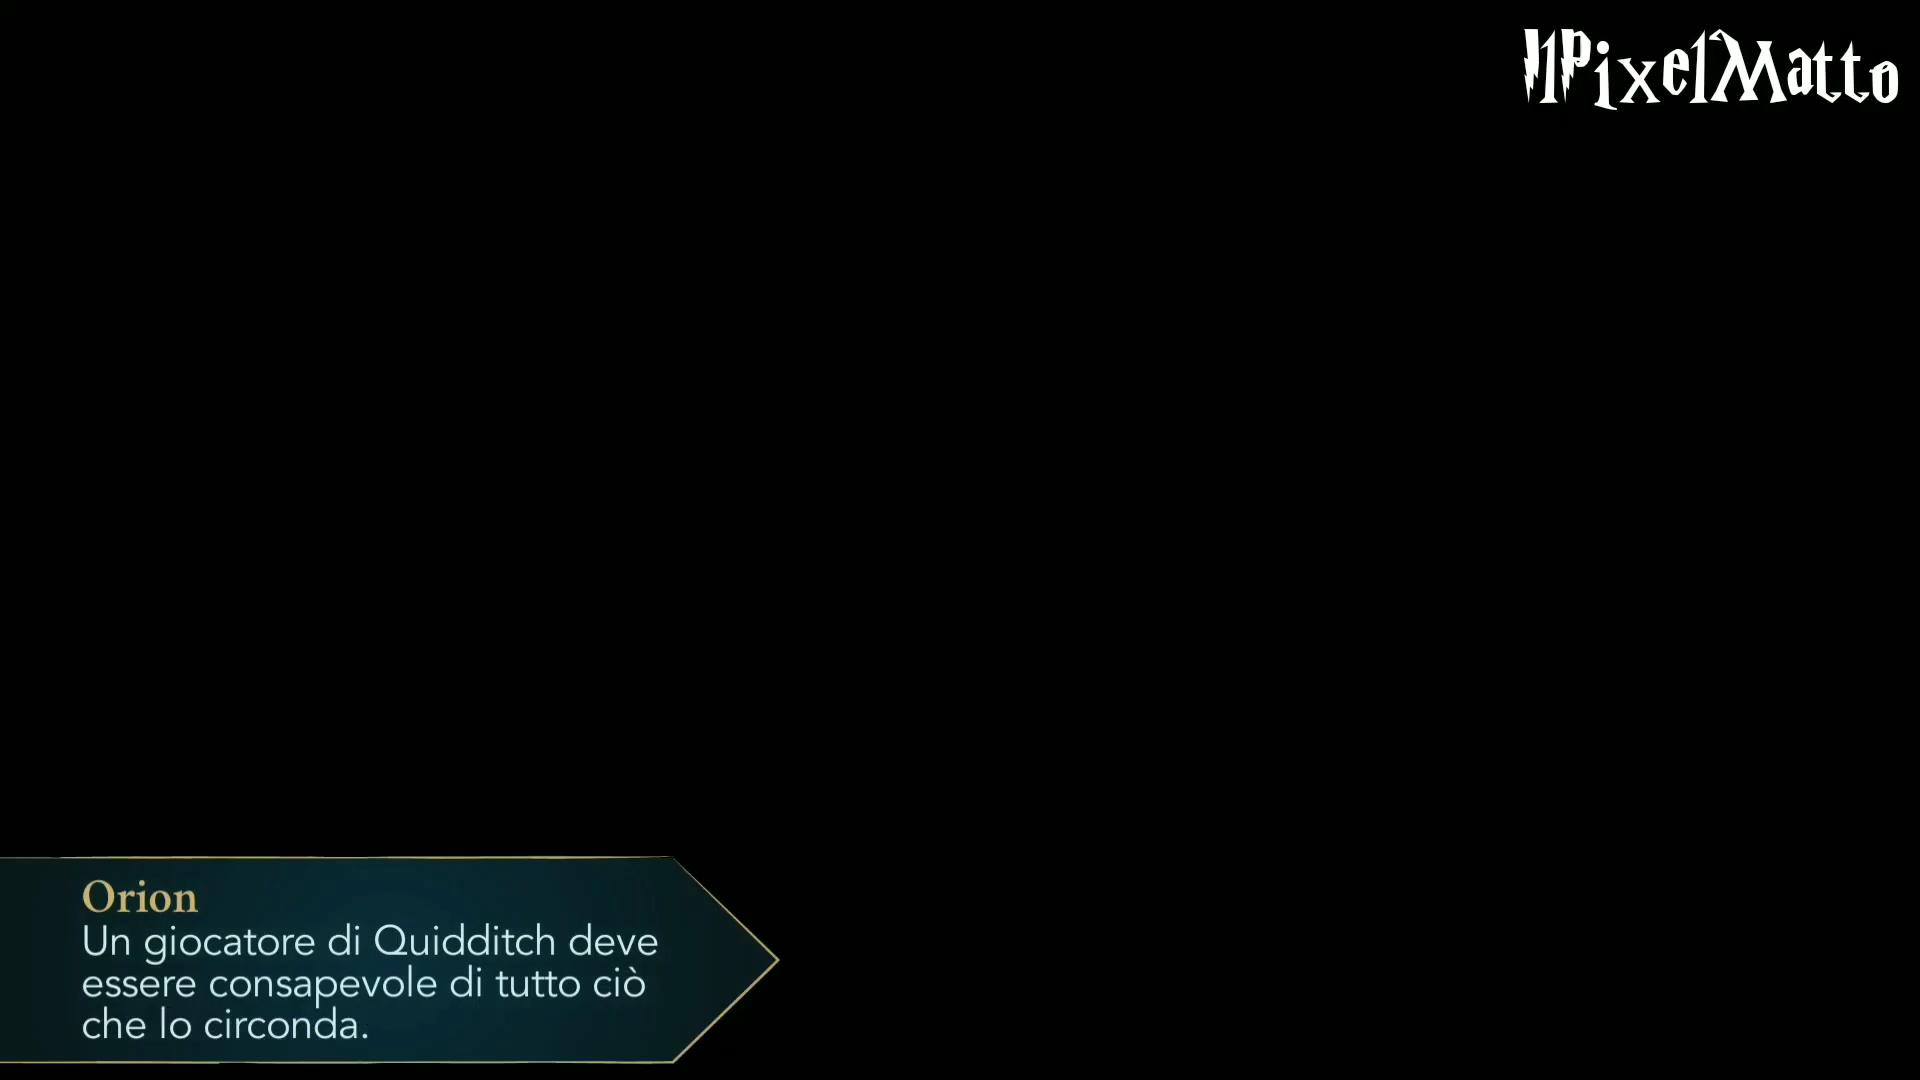 IlPixelMatto
Orion
Un giocatore di Quidditch deve
essere consapevole di tutto ciò
che lo circonda.